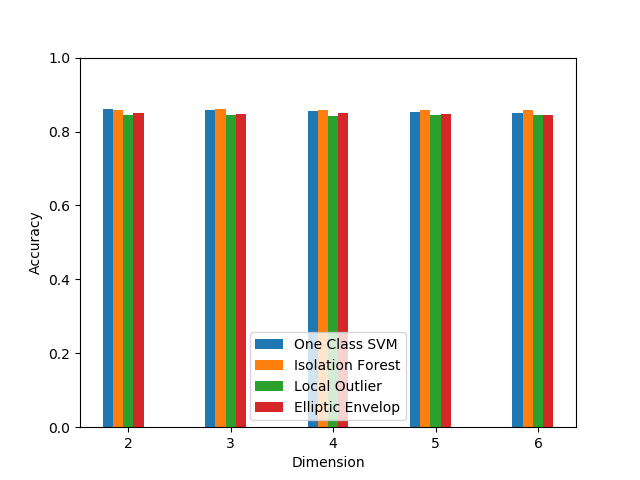 1.0
0.8
0.6
0.4
0.2
0.0
Accuracy
One Class SVM
Isolation Forest
Local Outlier
Elliptic Envelop
2 3 4 5 6
Dimension